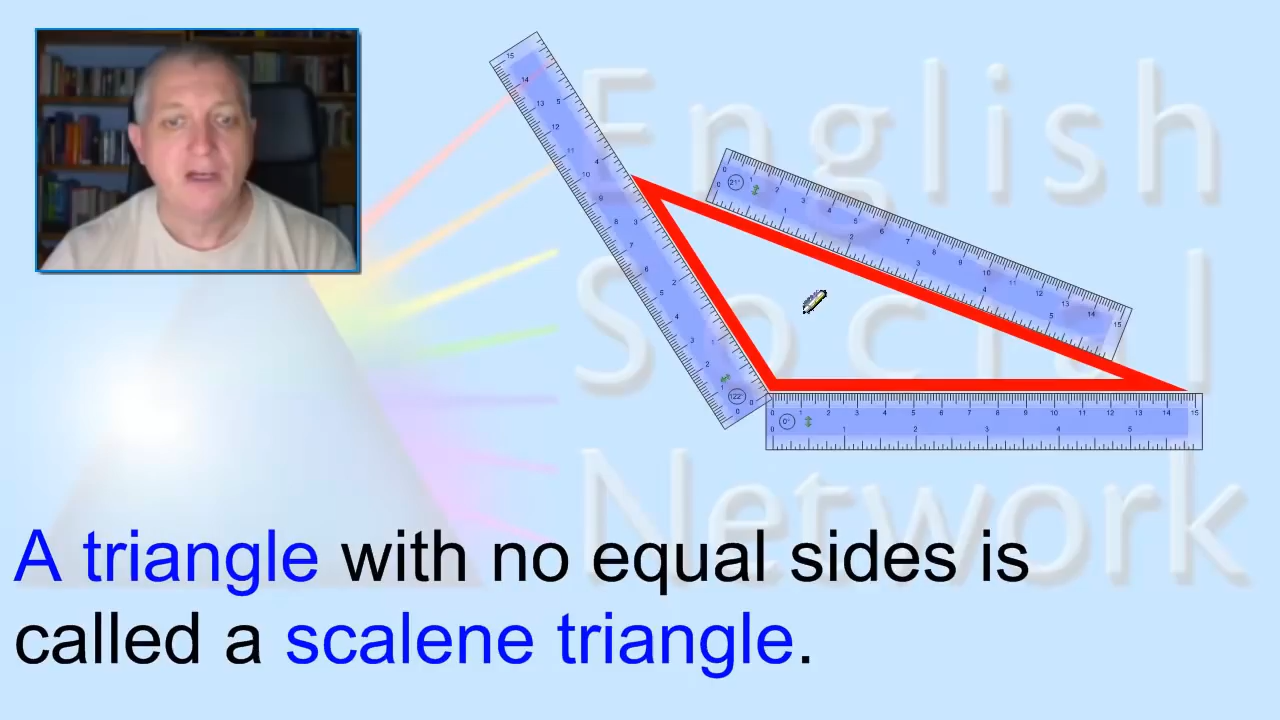 English
Social
Network
A triangle with no equal sides is
called a scalene triangle.